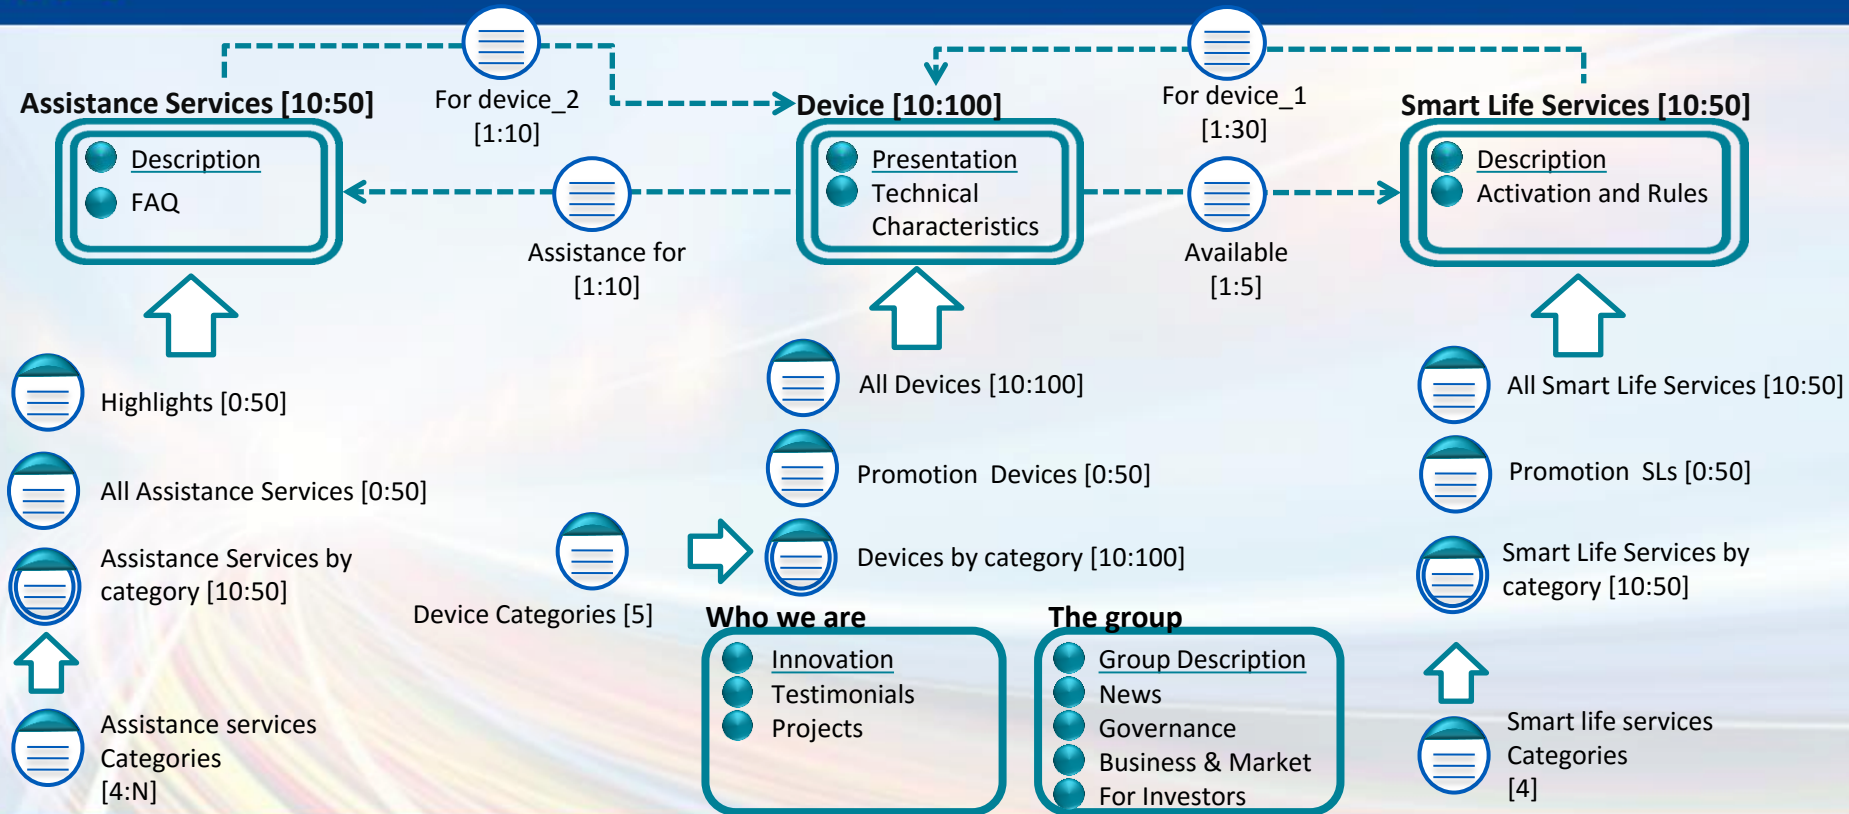 Assistance Services [10:50]
Description
FAQ
For device_2
[1:10]
Assistance for
[1:10]
Device [10:100]
Presentation
Technical
Characteristics
For device_1
[1:30]
Available
[1:5]
Smart Life Services [10:50]
Description
Activation and Rules
Highlights [0:50]
All Assistance Services [0:50]
Assistance Services by
category [10:50]
Assistance services
Categories
[4:N]
All Devices [10:100]
Promotion  Devices [0:50]
Devices by category [10:100]
Device Categories [5]
Who we are
Innovation
Testimonials
Projects
The group
Group Description
News
Governance
Business & Market
For Investors
All Smart Life Services [10:50]
Promotion  SLs [0:50]
Smart Life Services by
category [10:50]
Smart life services
Categories
[4]